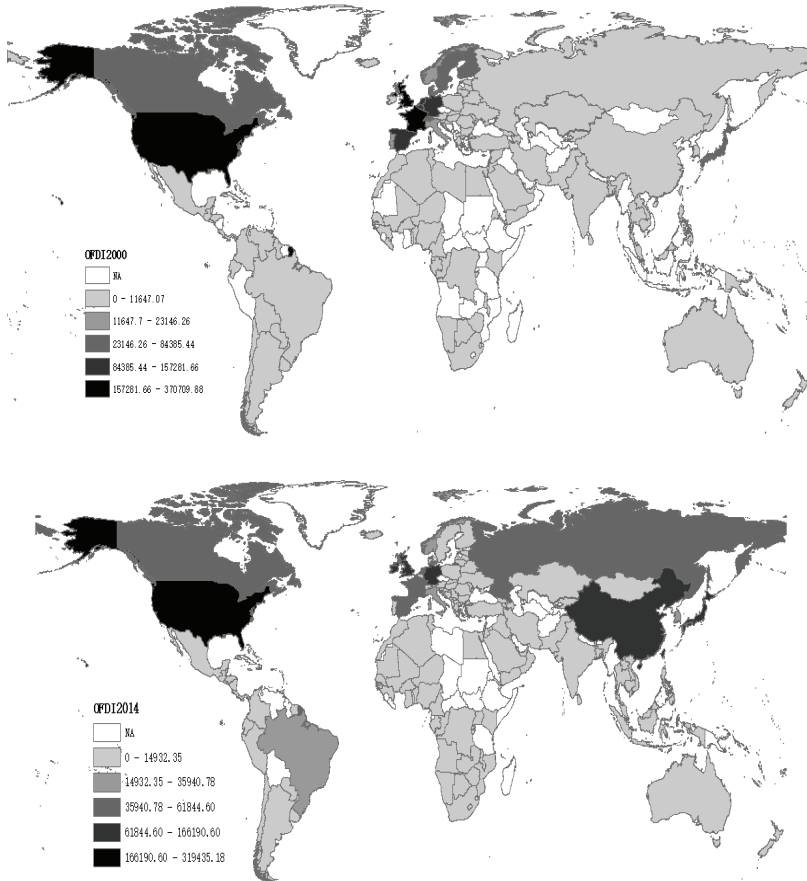 OFDI2000
NA
0 - 11647.07
11647.7 - 23146.26
23146.26 - 84385.44
84385.44 - 157281.66
157281.66 - 370709.88
OFDI2014
NA
0 - 14932.35
14932.35 - 35940.78
35940.78 - 61844.60
61844.60 - 166190.60
166190.60 - 319435.18